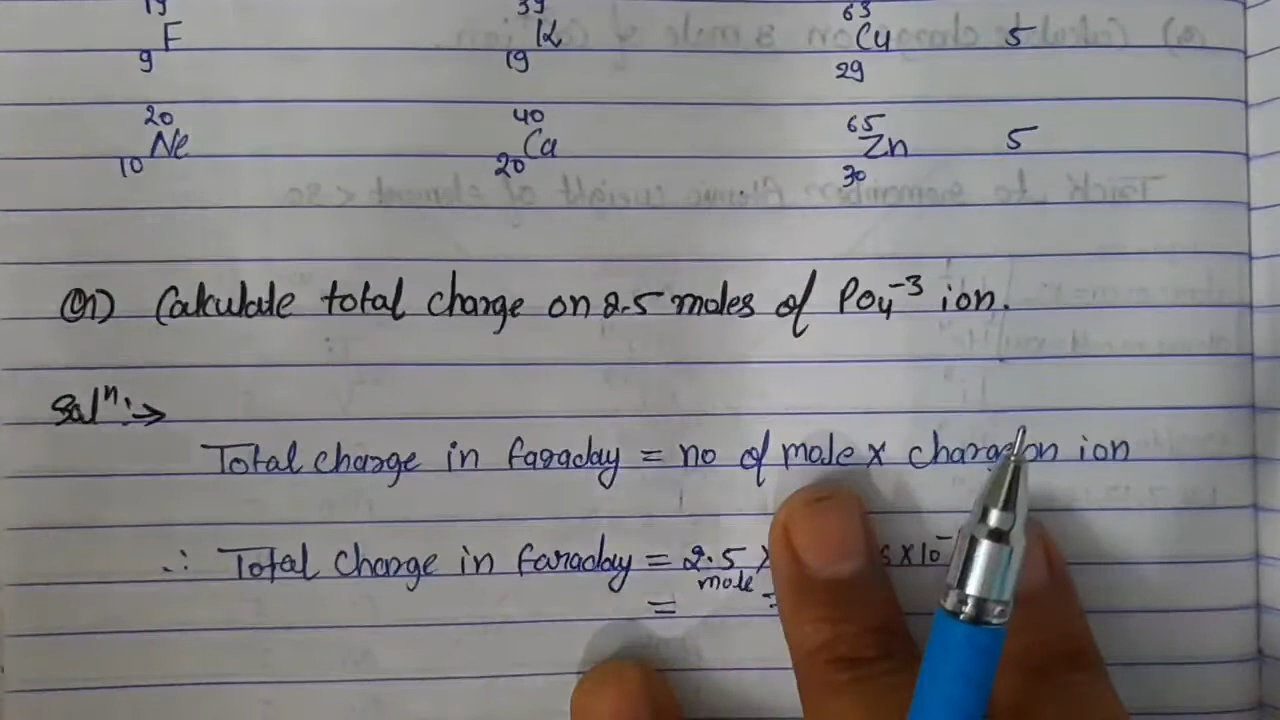 19 39 63
F K Cu 5
9 19 29
20 40 65
Ne Ca Zn 5
10 20 30
Q1) Calculate total charge on 2.5 moles of PO4-3 ion.
Solⁿ:→
Total charge in faraday = no of mole x charge on ion
∴ Total Charge in faraday = 2.5 x 10-
mole
=